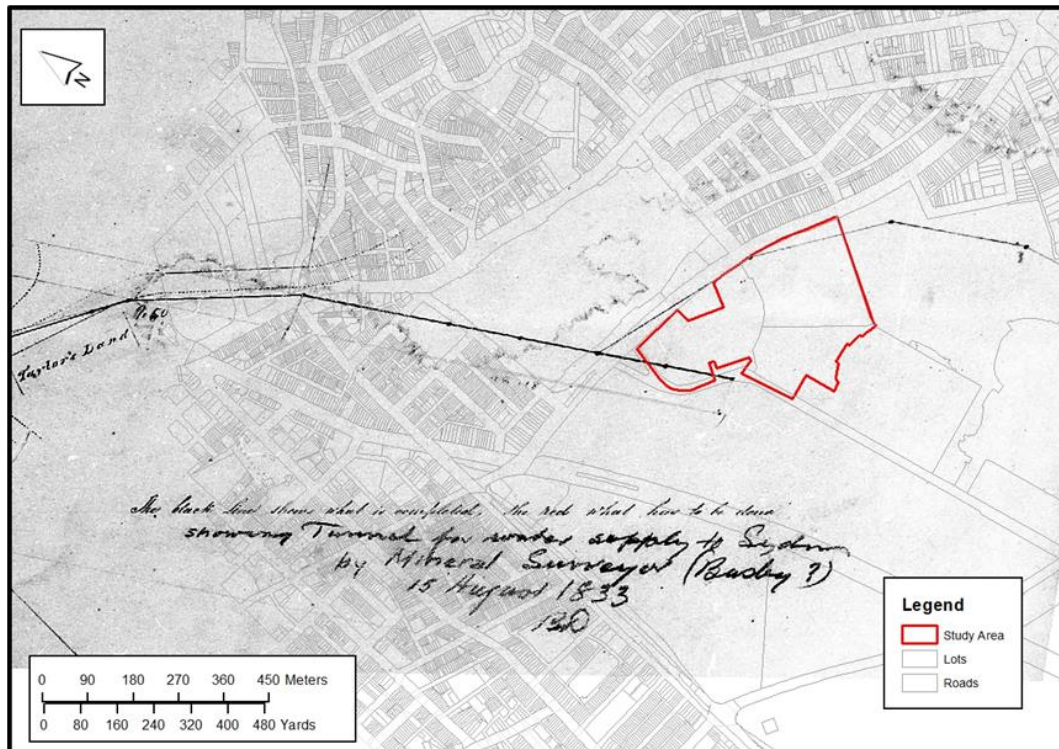 N
No 60
Taylor's Land
The black line shows what is completed, the red what has to be done
showing Tunnel for water supply to Sydney
by Mineral Surveyor (Busby ?)
15 August 1833
Legend
Study Area
Lots
Roads
0 90 180 270 360 450 Meters
0 80 160 240 320 400 480 Yards